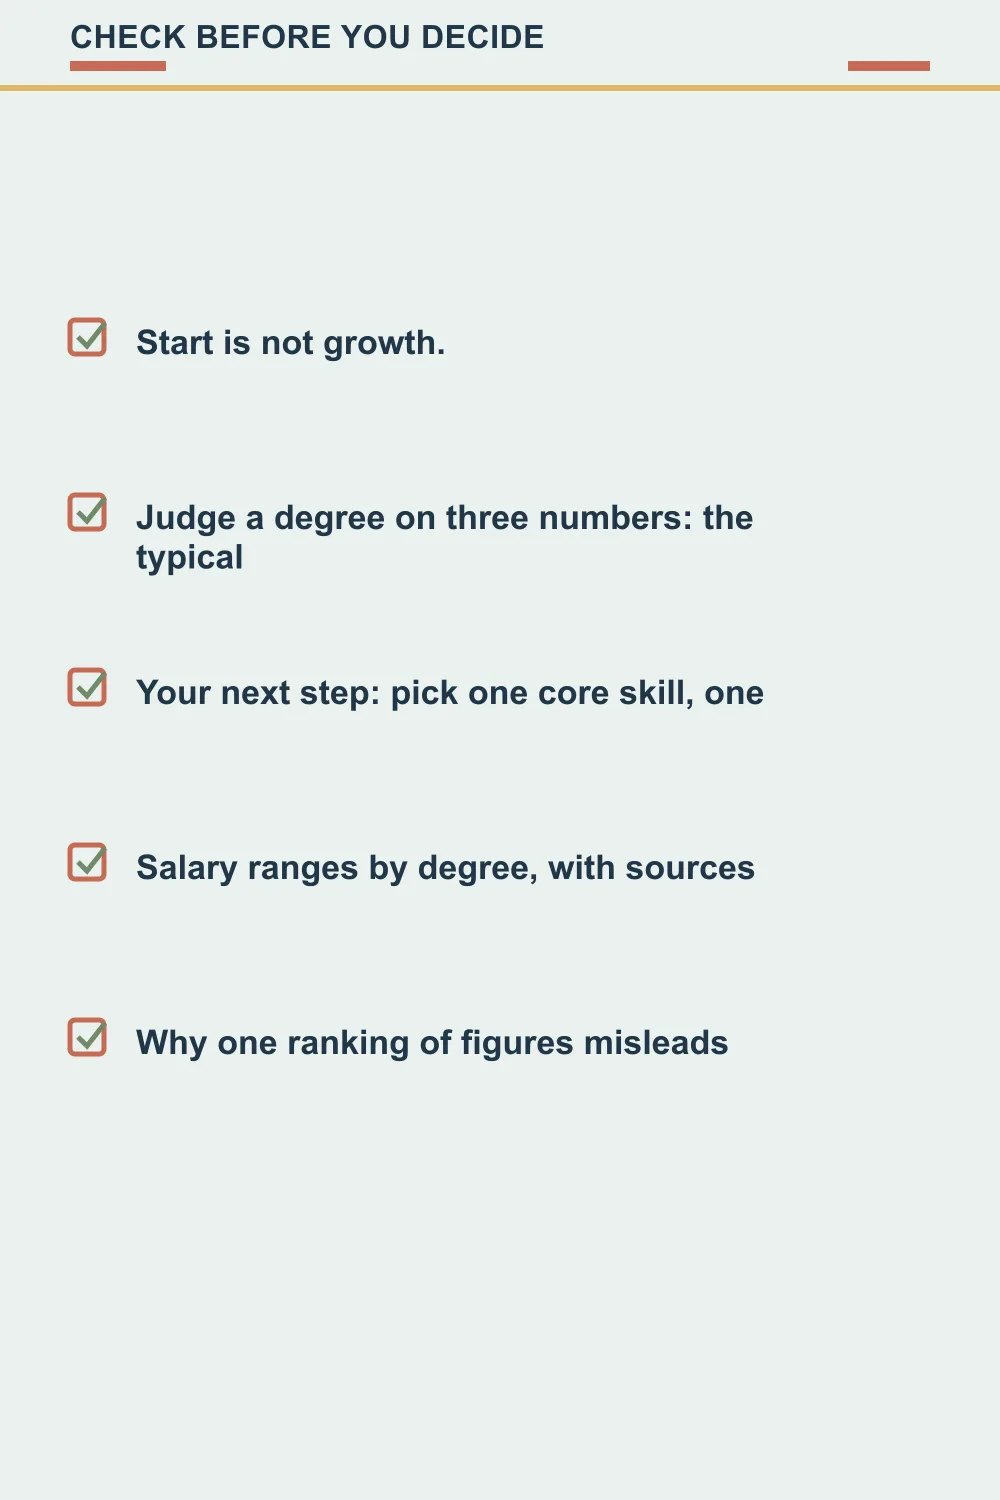 CHECK BEFORE YOU DECIDE
Start is not growth.
Judge a degree on three numbers: the
typical
Your next step: pick one core skill, one
Salary ranges by degree, with sources
Why one ranking of figures misleads